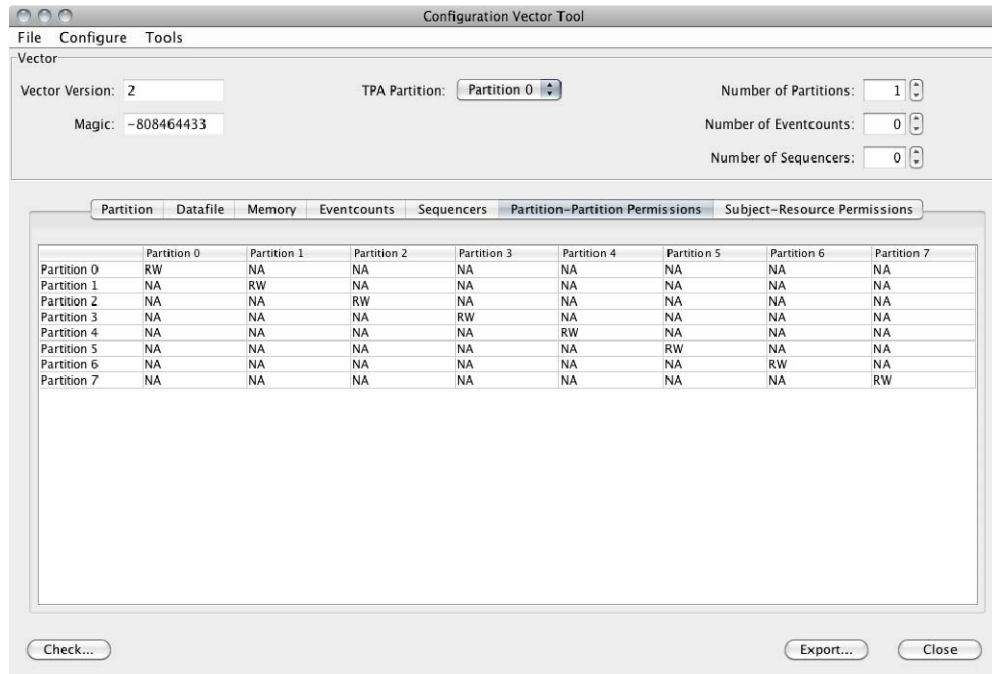 Configuration Vector Tool
File Configure Tools
Vector
Vector Version: 2 TPA Partition: Partition 0 Number of Partitions: 1
Magic: -808464433 Number of Eventcounts: 0
Number of Sequencers: 0
Partition Datafile Memory Eventcounts Sequencers Partition-Partition Permissions Subject-Resource Permissions
Partition 0 Partition 1 Partition 2 Partition 3 Partition 4 Partition 5 Partition 6 Partition 7
Partition 0 RW NA NA NA NA NA NA NA
Partition 1 NA RW NA NA NA NA NA NA
Partition 2 NA NA RW NA NA NA NA NA
Partition 3 NA NA NA RW NA NA NA NA
Partition 4 NA NA NA NA RW NA NA NA
Partition 5 NA NA NA NA NA RW NA NA
Partition 6 NA NA NA NA NA NA RW NA
Partition 7 NA NA NA NA NA NA NA RW
Check... Export... Close